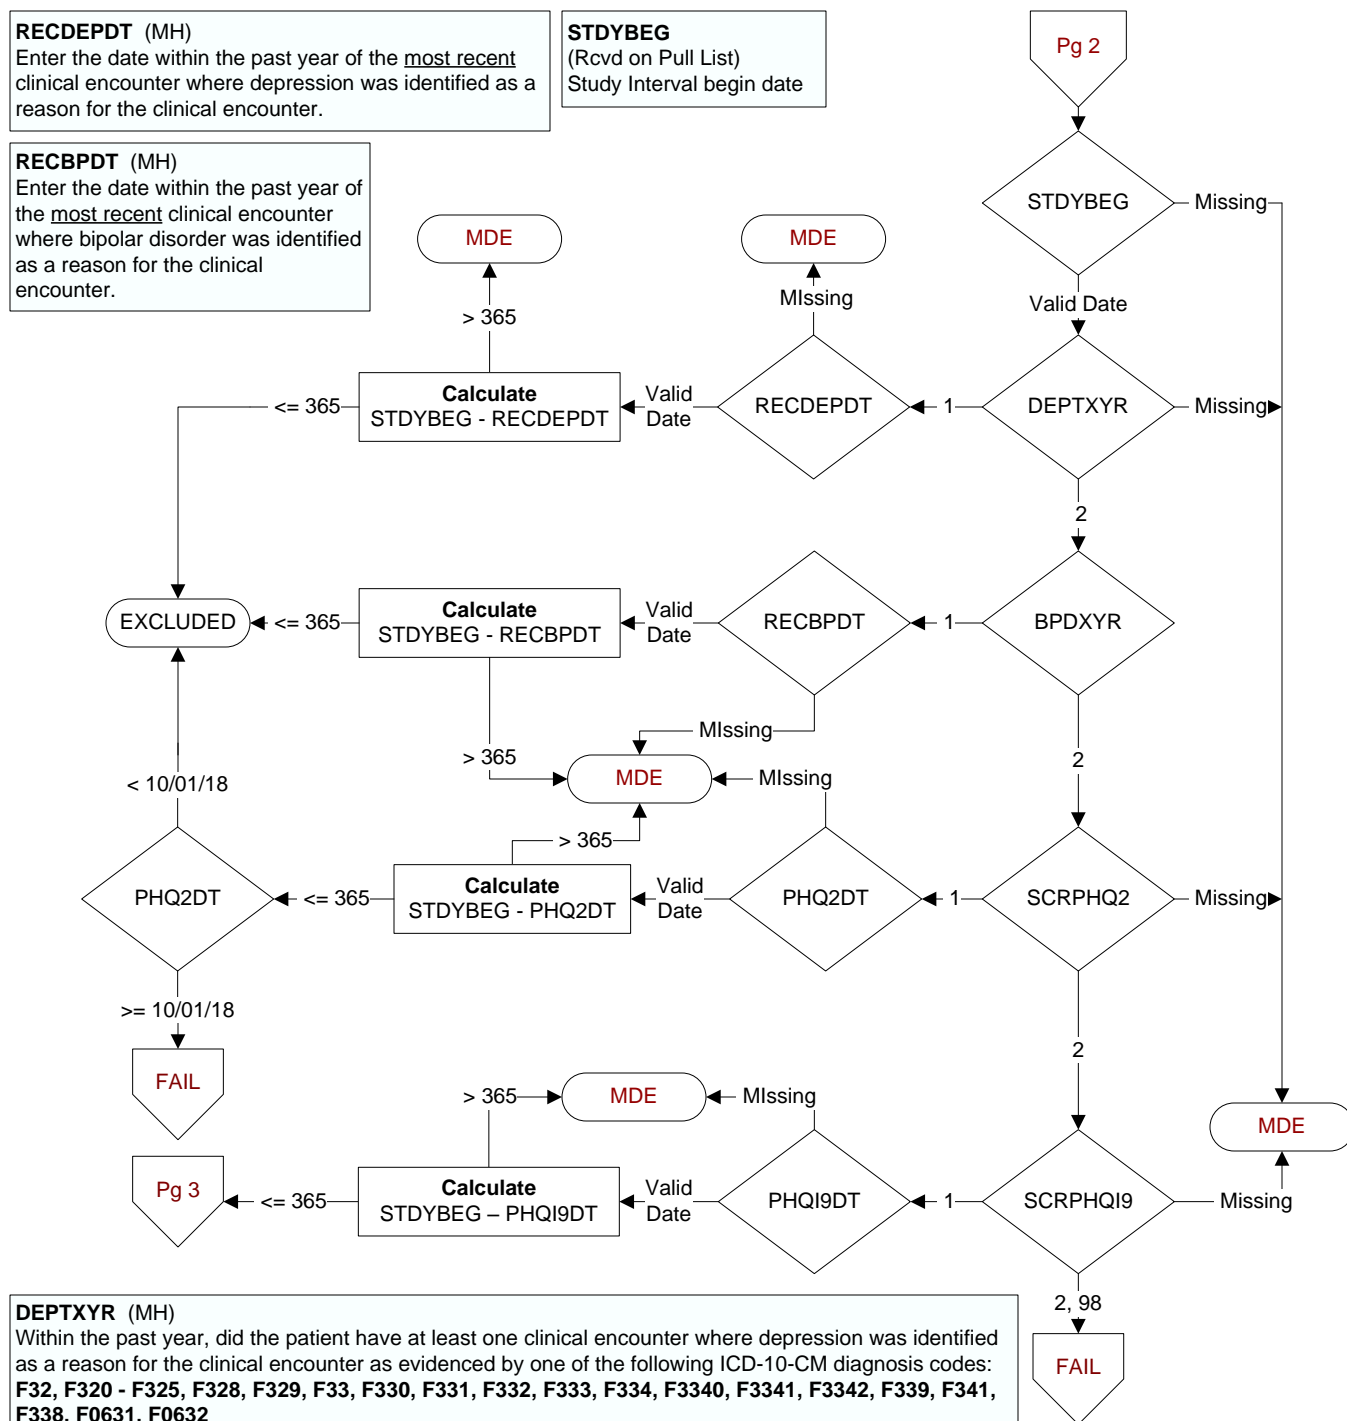 RECDEPDT (MH)
Enter the date within the past year of the most recent
clinical encounter where depression was identified as a
reason for the clinical encounter.
STDYBEG
(Rcvd on Pull List)
Study Interval begin date
Pg 2
RECBPDT (MH)
Enter the date within the past year of
the most recent clinical encounter
where bipolar disorder was identified
as a reason for the clinical
encounter.
STDYBEG
Missing
MDE
MDE
MIssing
Valid Date
> 365
<= 365
Calculate
STDYBEG - RECDEPDT
Valid
Date
RECDEPDT
1
DEPTXYR
Missing
2
EXCLUDED
<= 365
Calculate
STDYBEG - RECBPDT
Valid
Date
RECBPDT
1
BPDXYR
MIssing
> 365
MDE
MIssing
2
< 10/01/18
> 365
PHQ2DT
<= 365
Calculate
STDYBEG - PHQ2DT
Valid
Date
PHQ2DT
1
SCRPHQ2
Missing
>= 10/01/18
2
FAIL
> 365
MDE
MIssing
MDE
Pg 3
<= 365
Calculate
STDYBEG – PHQI9DT
Valid
Date
PHQI9DT
1
SCRPHQI9
Missing
2, 98
FAIL
DEPTXYR (MH)
Within the past year, did the patient have at least one clinical encounter where depression was identified
as a reason for the clinical encounter as evidenced by one of the following ICD-10-CM diagnosis codes:
F32, F320 - F325, F328, F329, F33, F330, F331, F332, F333, F334, F3340, F3341, F3342, F339, F341,
F338, F0631, F0632